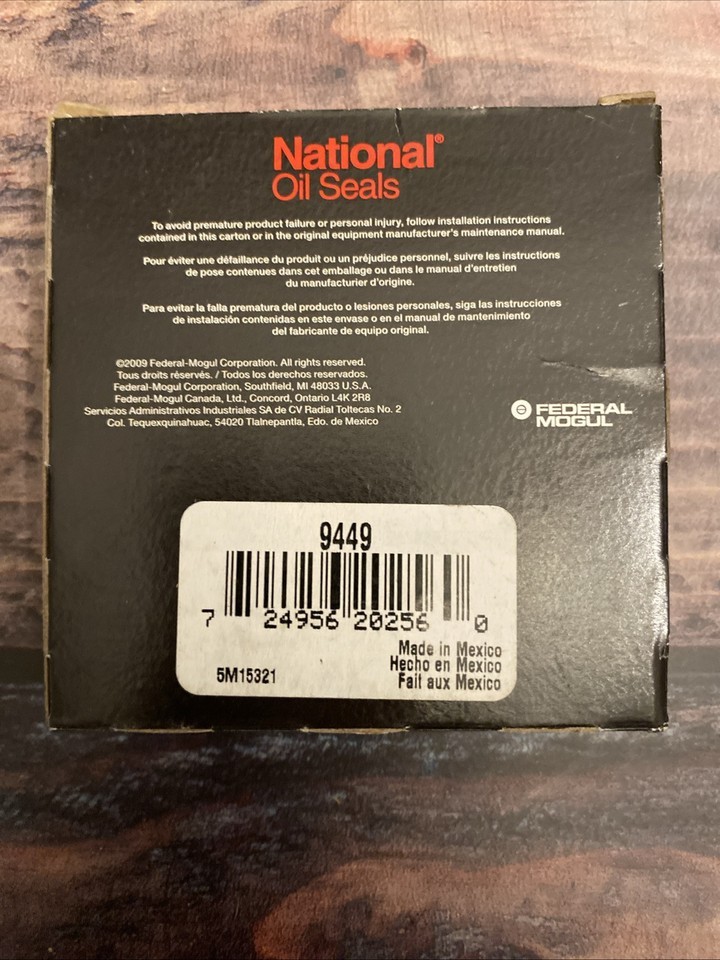 National®
Oil Seals
To avoid premature product failure or personal injury, follow installation instructions
contained in this carton or in the original equipment manufacturer's maintenance manual.
Pour éviter une défaillance du produit ou un préjudice personnel, suivre les instructions
de pose contenues dans cet emballage ou dans le manuel d'entretien
du manufacturier d'origine.
Para evitar la falla prematura del producto o lesiones personales, siga las instrucciones
de instalación contenidas en este envase o en el manual de mantenimiento
del fabricante de equipo original.
©2009 Federal-Mogul Corporation. All rights reserved.
Tous droits réservés. / Todos los derechos reservados.
Federal-Mogul Corporation, Southfield, MI 48033 U.S.A.
Federal-Mogul Canada, Ltd., Concord, Ontario L4K 2R8
Servicios Administrativos Industriales SA de CV Radial Toltecas No. 2
Col. Tequexquinahuac, 54020 Tlalnepantla, Edo. de Mexico
FEDERAL
MOGUL
9449
7 24956 20256 0
Made in Mexico
Hecho en Mexico
5M15321
Fait aux Mexico